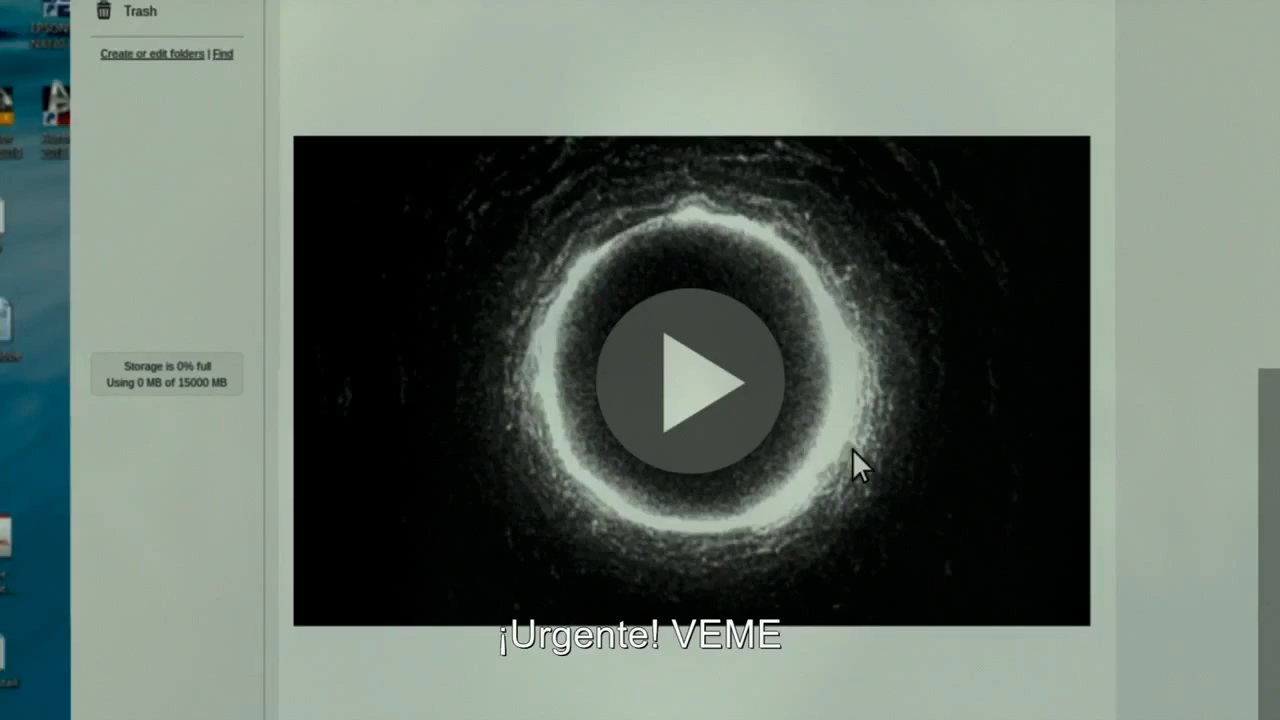 Trash
Create or edit folders | Find
Storage is 0% full
Using 0 MB of 15000 MB
¡Urgente! VEME